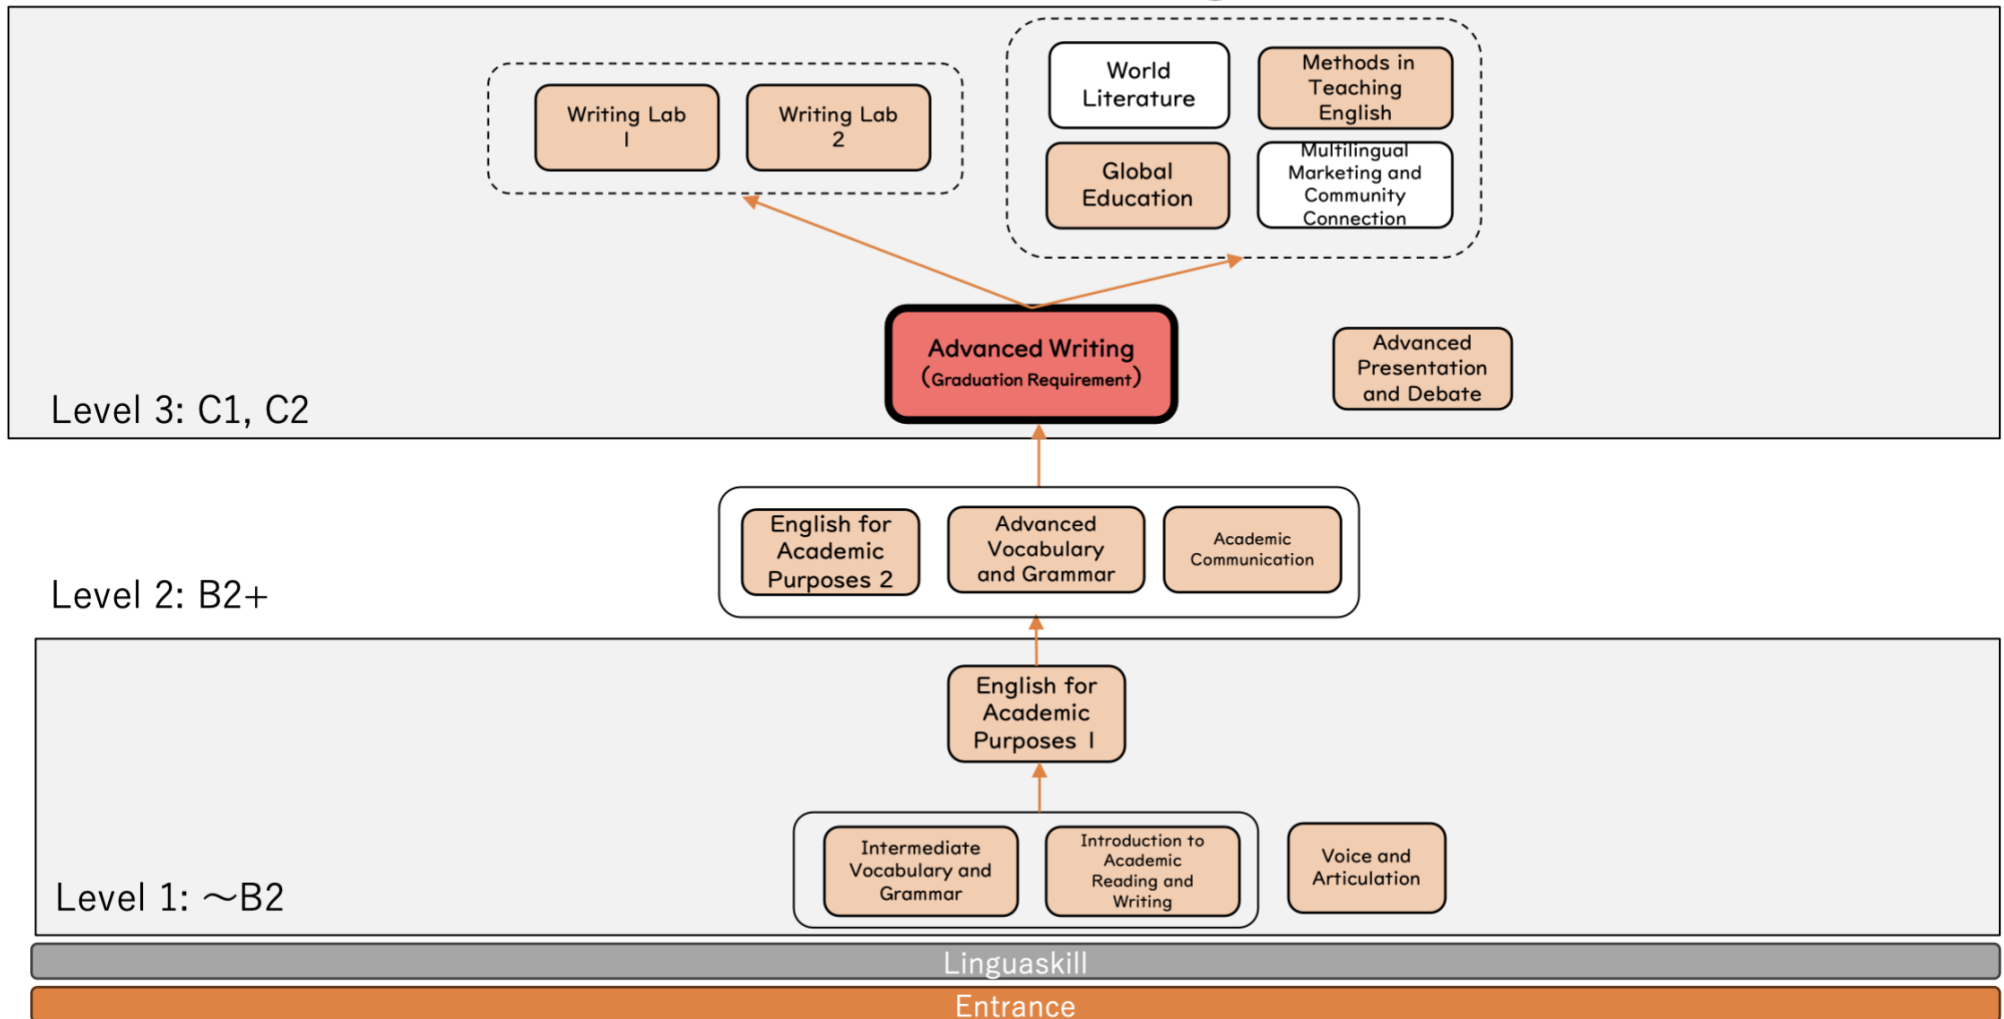 World
Literature
Methods in
Teaching
English
Writing Lab
1
Writing Lab
2
Global
Education
Multilingual
Marketing and
Community
Connection
Advanced Writing
(Graduation Requirement)
Advanced
Presentation
and Debate
Level 3: C1, C2
English for
Academic
Purposes 2
Advanced
Vocabulary
and Grammar
Academic
Communication
Level 2: B2+
English for
Academic
Purposes 1
Intermediate
Vocabulary and
Grammar
Introduction to
Academic
Reading and
Writing
Voice and
Articulation
Level 1: ～B2
Linguaskill
Entrance